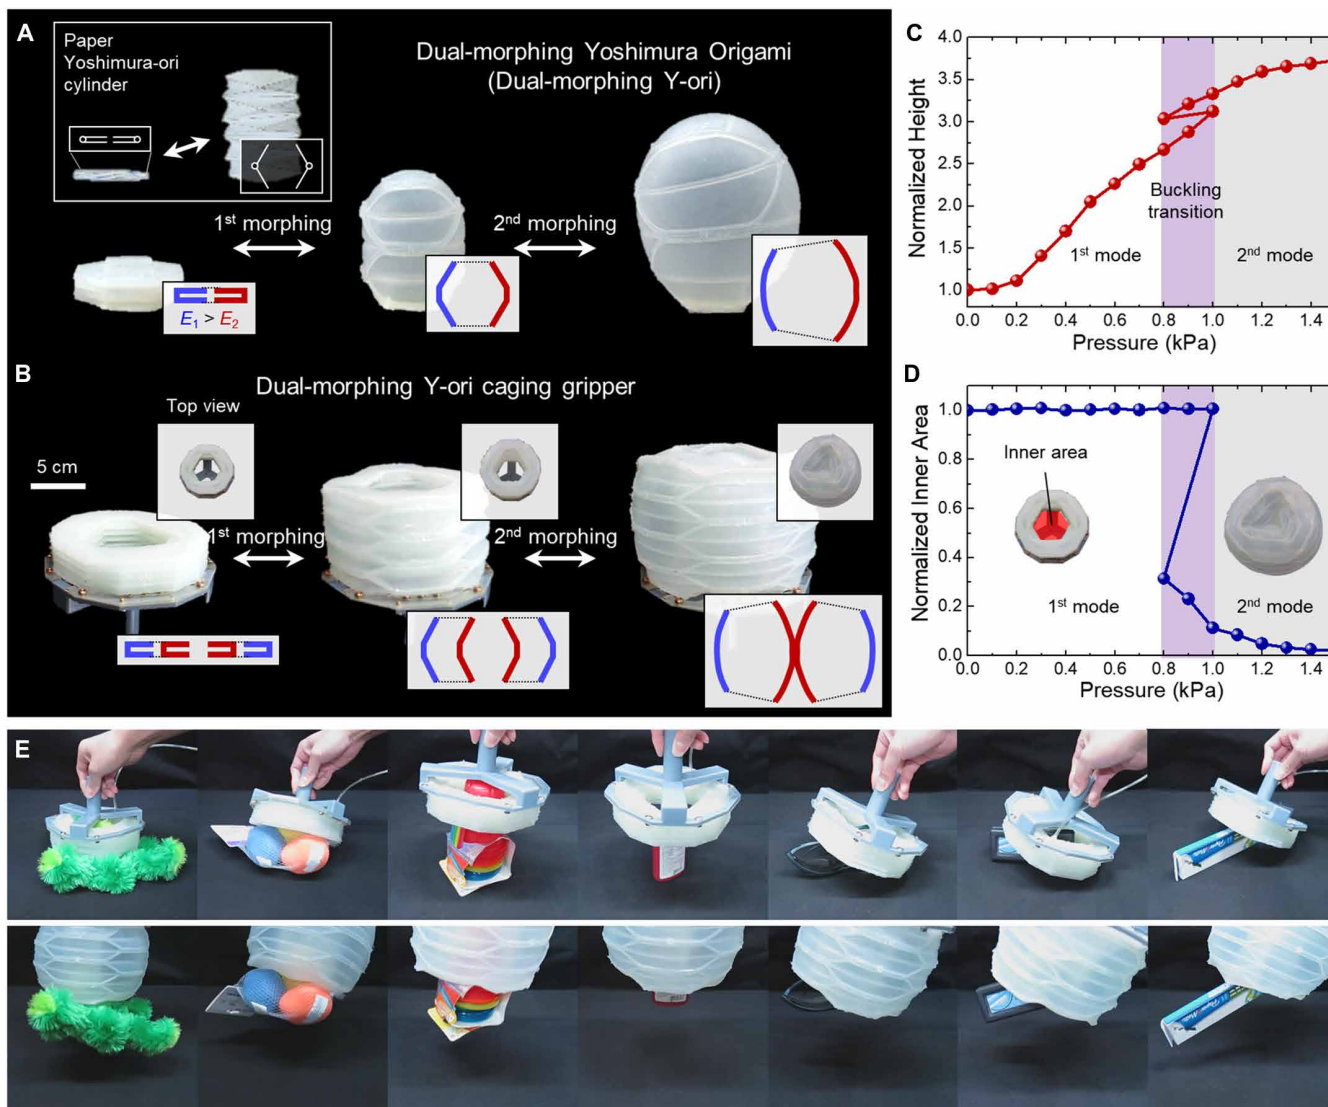 A
Paper
Yoshimura-ori
cylinder
Dual-morphing Yoshimura Origami
(Dual-morphing Y-ori)
1st morphing
2nd morphing
E1 > E2
B
Dual-morphing Y-ori caging gripper
Top view
5 cm
1st morphing
2nd morphing
C
Normalized Height
4.0
3.5
3.0
2.5
2.0
1.5
1.0
Buckling
transition
1st mode
2nd mode
0.0 0.2 0.4 0.6 0.8 1.0 1.2 1.4
Pressure (kPa)
D
Normalized Inner Area
1.0
0.8
0.6
0.4
0.2
0.0
Inner area
1st mode
2nd mode
0.0 0.2 0.4 0.6 0.8 1.0 1.2 1.4
Pressure (kPa)
E